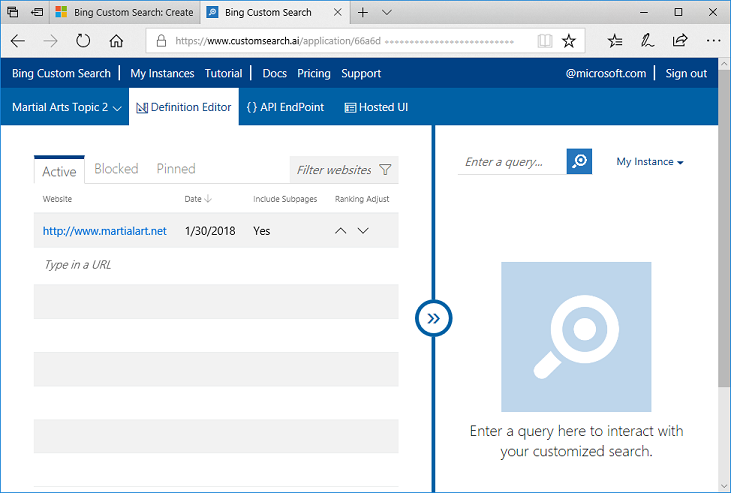 Bing Custom Search: Create
Bing Custom Search
https://www.customsearch.ai/application/66a6d
Bing Custom Search | My Instances Tutorial | Docs Pricing Support @microsoft.com | Sign out
Martial Arts Topic 2 Definition Editor {} API EndPoint Hosted UI
Active Blocked Pinned Filter websites
Website Date Include Subpages Ranking Adjust
http://www.martialart.net 1/30/2018 Yes
Type in a URL
Enter a query... My Instance
Enter a query here to interact with
your customized search.